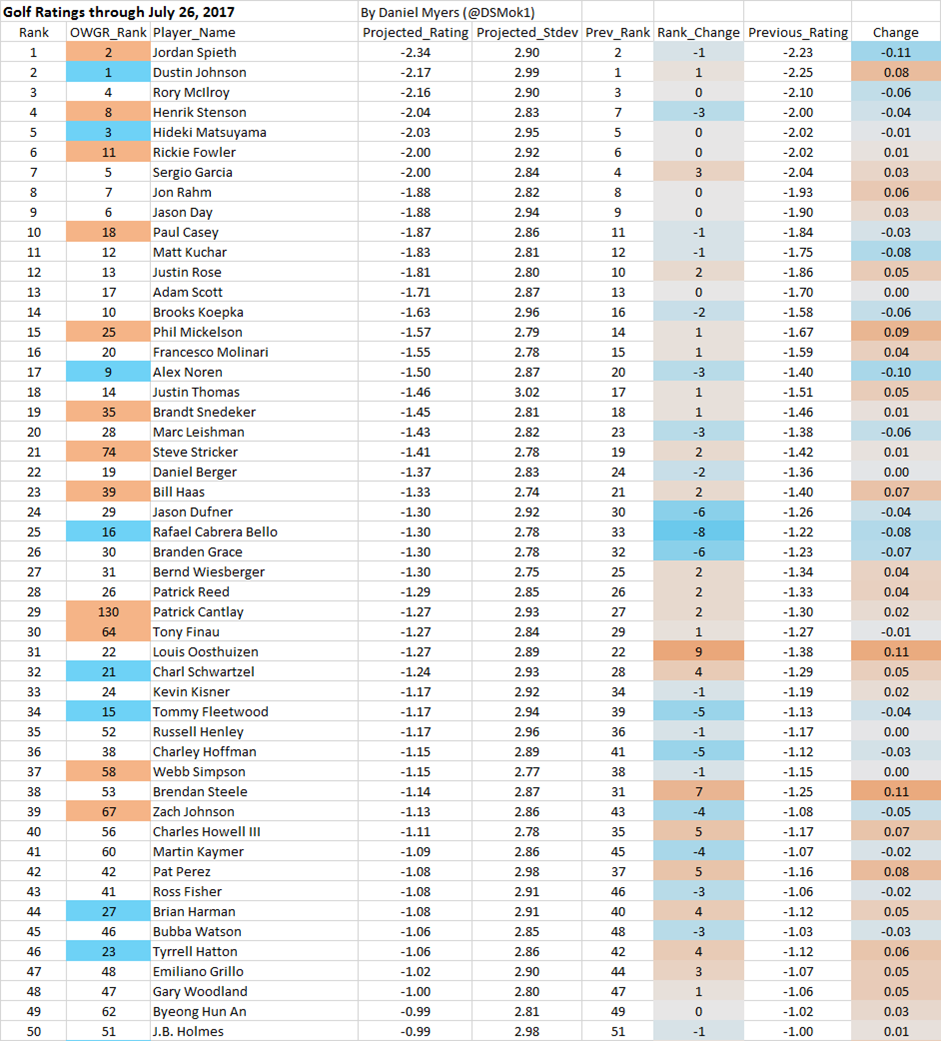 Golf Ratings through July 26, 2017 By Daniel Myers (@DSMok1)
Rank OWGR_Rank Player_Name Projected_Rating Projected_Stdev Prev_Rank Rank_Change Previous_Rating Change
1 2 Jordan Spieth -2.34 2.90 2 -1 -2.23 -0.11
2 1 Dustin Johnson -2.17 2.99 1 1 -2.25 0.08
3 4 Rory McIlroy -2.16 2.90 3 0 -2.10 -0.06
4 8 Henrik Stenson -2.04 2.83 7 -3 -2.00 -0.04
5 3 Hideki Matsuyama -2.03 2.95 5 0 -2.02 -0.01
6 11 Rickie Fowler -2.00 2.92 6 0 -2.02 0.01
7 5 Sergio Garcia -2.00 2.84 4 3 -2.04 0.03
8 7 Jon Rahm -1.88 2.82 8 0 -1.93 0.06
9 6 Jason Day -1.88 2.94 9 0 -1.90 0.03
10 18 Paul Casey -1.87 2.86 11 -1 -1.84 -0.03
11 12 Matt Kuchar -1.83 2.81 12 -1 -1.75 -0.08
12 13 Justin Rose -1.81 2.80 10 2 -1.86 0.05
13 17 Adam Scott -1.71 2.87 13 0 -1.70 0.00
14 10 Brooks Koepka -1.63 2.96 16 -2 -1.58 -0.06
15 25 Phil Mickelson -1.57 2.79 14 1 -1.67 0.09
16 20 Francesco Molinari -1.55 2.78 15 1 -1.59 0.04
17 9 Alex Noren -1.50 2.87 20 -3 -1.40 -0.10
18 14 Justin Thomas -1.46 3.02 17 1 -1.51 0.05
19 35 Brandt Snedeker -1.45 2.81 18 1 -1.46 0.01
20 28 Marc Leishman -1.43 2.82 23 -3 -1.38 -0.06
21 74 Steve Stricker -1.41 2.78 19 2 -1.42 0.01
22 19 Daniel Berger -1.37 2.83 24 -2 -1.36 0.00
23 39 Bill Haas -1.33 2.74 21 2 -1.40 0.07
24 29 Jason Dufner -1.30 2.92 30 -6 -1.26 -0.04
25 16 Rafael Cabrera Bello -1.30 2.78 33 -8 -1.22 -0.08
26 30 Branden Grace -1.30 2.78 32 -6 -1.23 -0.07
27 31 Bernd Wiesberger -1.30 2.75 25 2 -1.34 0.04
28 26 Patrick Reed -1.29 2.85 26 2 -1.33 0.04
29 130 Patrick Cantlay -1.27 2.93 27 2 -1.30 0.02
30 64 Tony Finau -1.27 2.84 29 1 -1.27 -0.01
31 22 Louis Oosthuizen -1.27 2.89 22 9 -1.38 0.11
32 21 Charl Schwartzel -1.24 2.93 28 4 -1.29 0.05
33 24 Kevin Kisner -1.17 2.92 34 -1 -1.19 0.02
34 15 Tommy Fleetwood -1.17 2.94 39 -5 -1.13 -0.04
35 52 Russell Henley -1.17 2.96 36 -1 -1.17 0.00
36 38 Charley Hoffman -1.15 2.89 41 -5 -1.12 -0.03
37 58 Webb Simpson -1.15 2.77 38 -1 -1.15 0.00
38 53 Brendan Steele -1.14 2.87 31 7 -1.25 0.11
39 67 Zach Johnson -1.13 2.86 43 -4 -1.08 -0.05
40 56 Charles Howell III -1.11 2.78 35 5 -1.17 0.07
41 60 Martin Kaymer -1.09 2.86 45 -4 -1.07 -0.02
42 42 Pat Perez -1.08 2.98 37 5 -1.16 0.08
43 41 Ross Fisher -1.08 2.91 46 -3 -1.06 -0.02
44 27 Brian Harman -1.08 2.91 40 4 -1.12 0.05
45 46 Bubba Watson -1.06 2.85 48 -3 -1.03 -0.03
46 23 Tyrrell Hatton -1.06 2.86 42 4 -1.12 0.06
47 48 Emiliano Grillo -1.02 2.90 44 3 -1.07 0.05
48 47 Gary Woodland -1.00 2.80 47 1 -1.06 0.05
49 62 Byeong Hun An -0.99 2.81 49 0 -1.02 0.03
50 51 J.B. Holmes -0.99 2.98 51 -1 -1.00 0.01